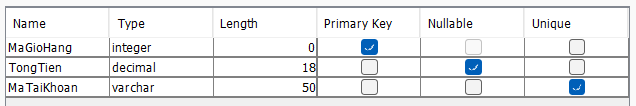 Name Type Length Primary Key Nullable Unique
MaGioHang integer 0
TongTien decimal 18
MaTaiKhoan varchar 50